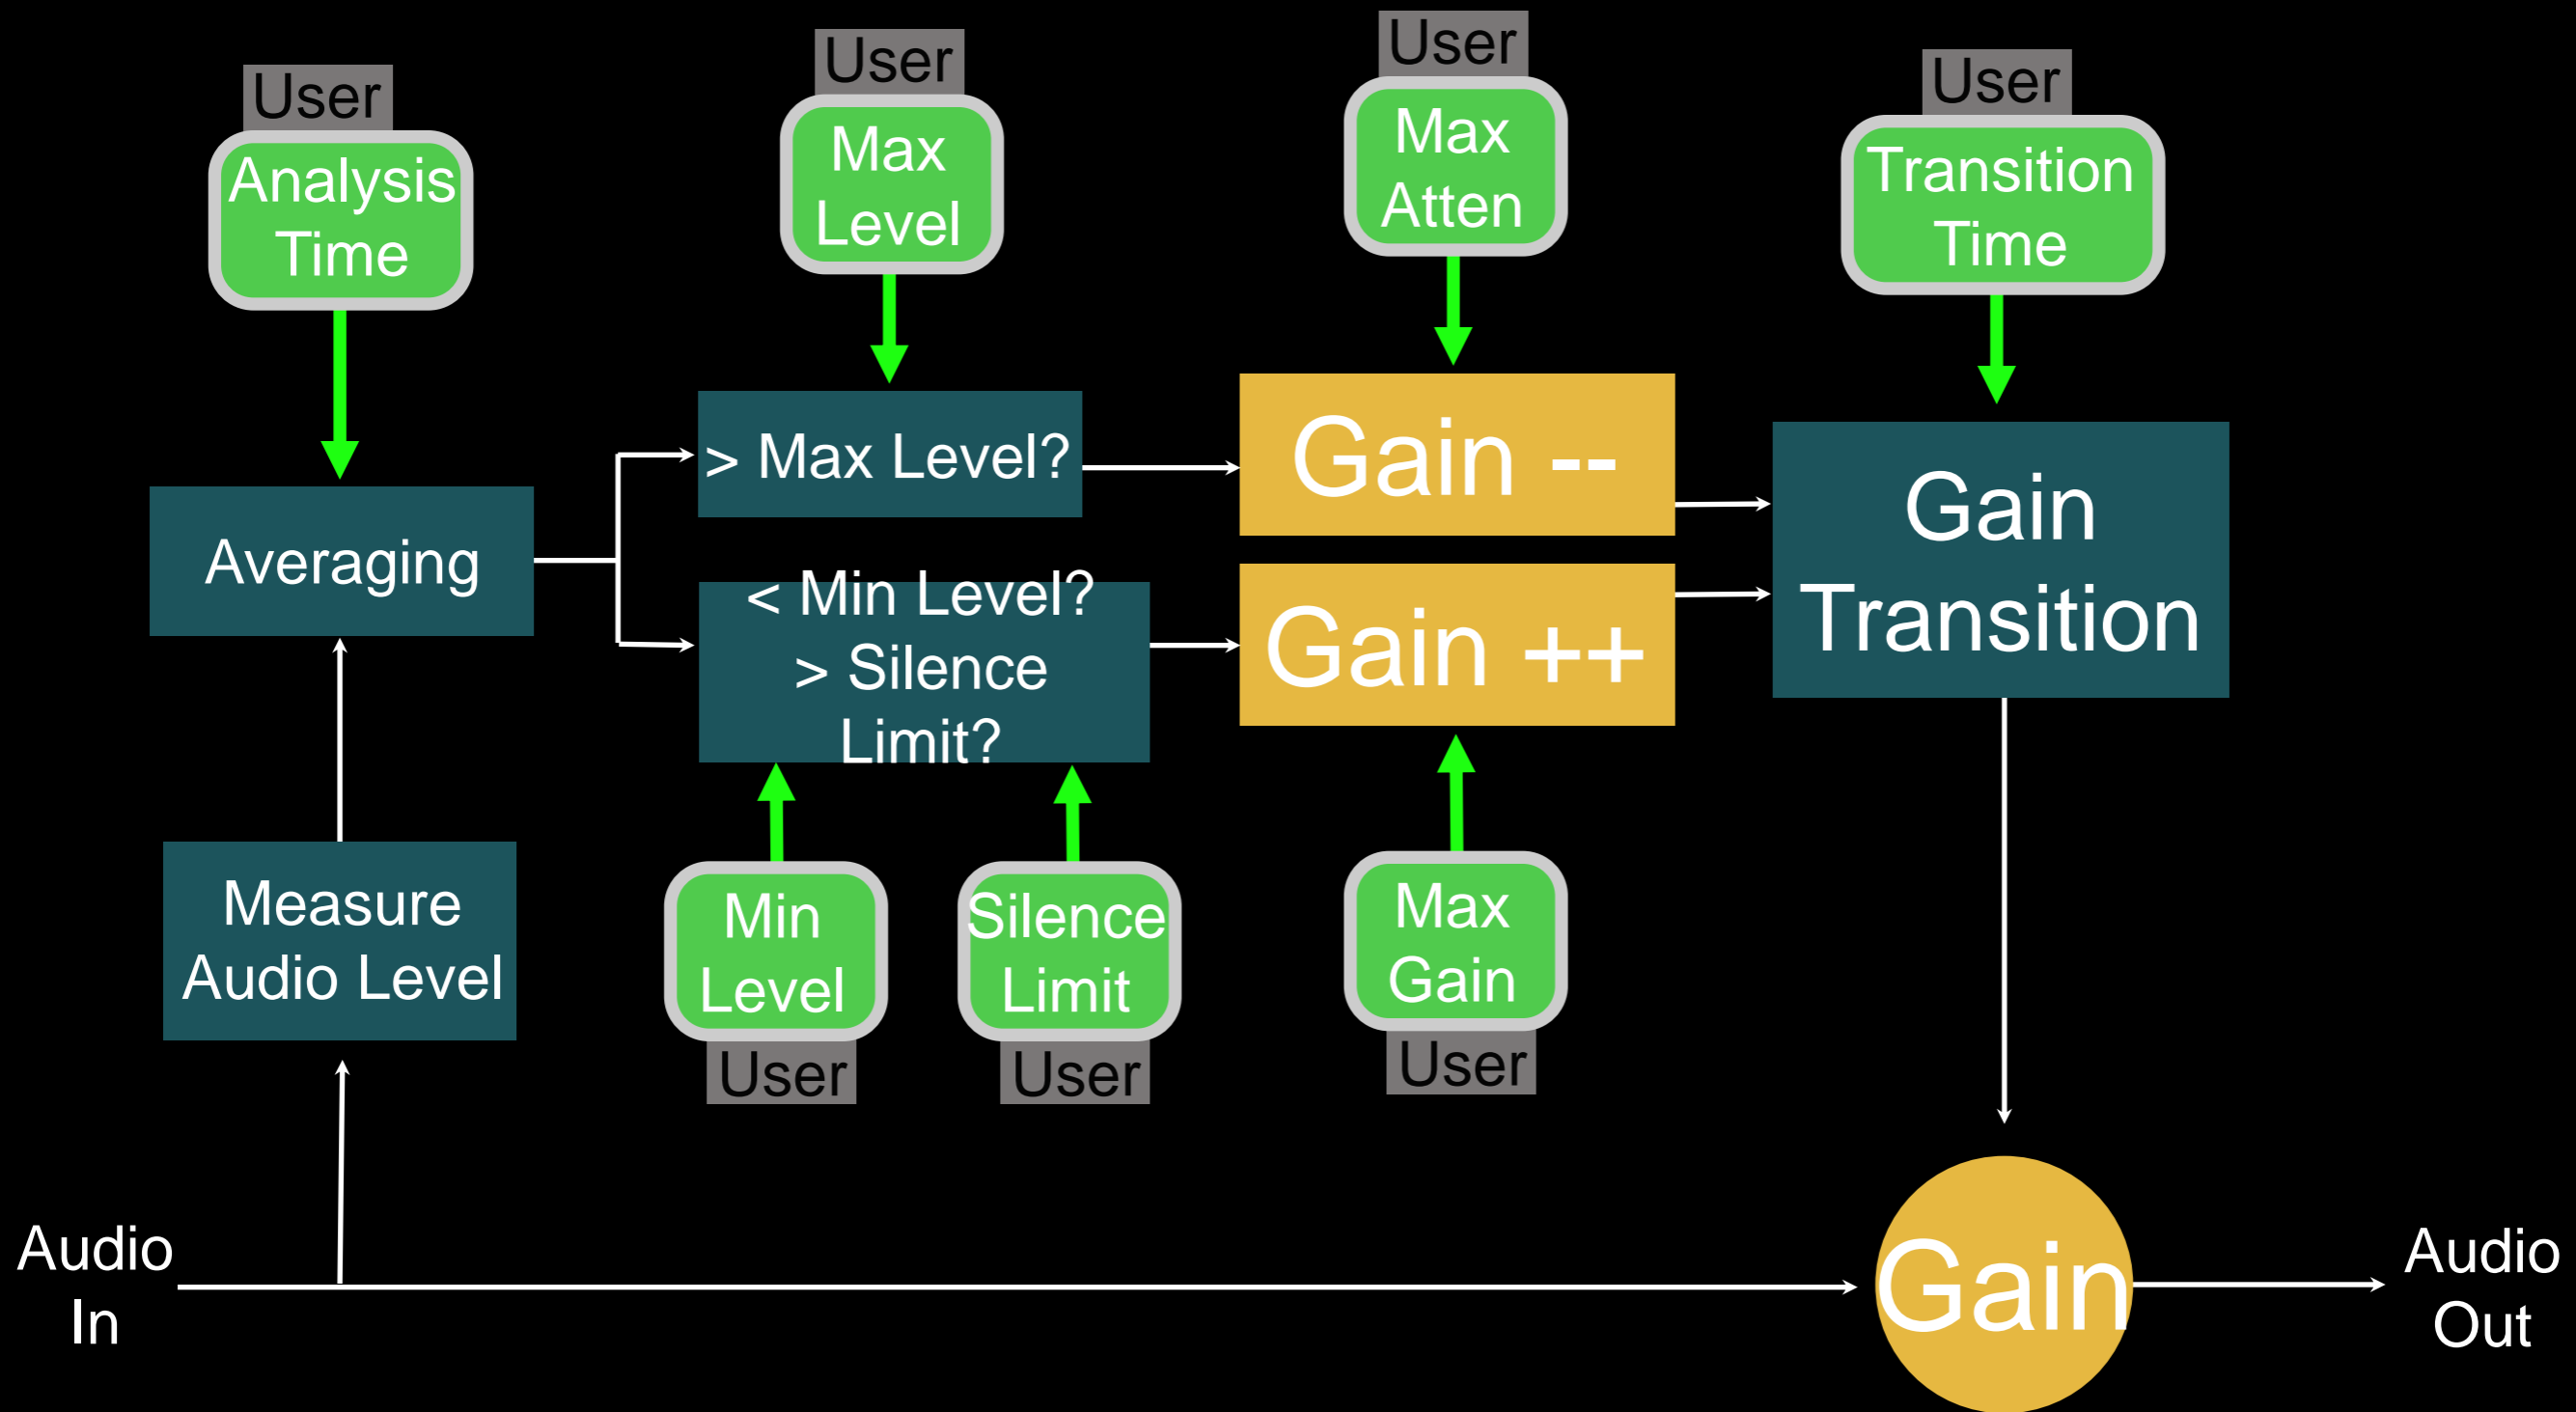 User
Analysis
Time
User
Max
Level
User
Max
Atten
User
Transition
Time
> Max Level?
Gain --
Gain
Transition
Averaging
< Min Level?
> Silence
Limit?
Gain ++
Measure
Audio Level
Min
Level
User
Silence
Limit
User
Max
Gain
User
Audio
In
Gain
Audio
Out